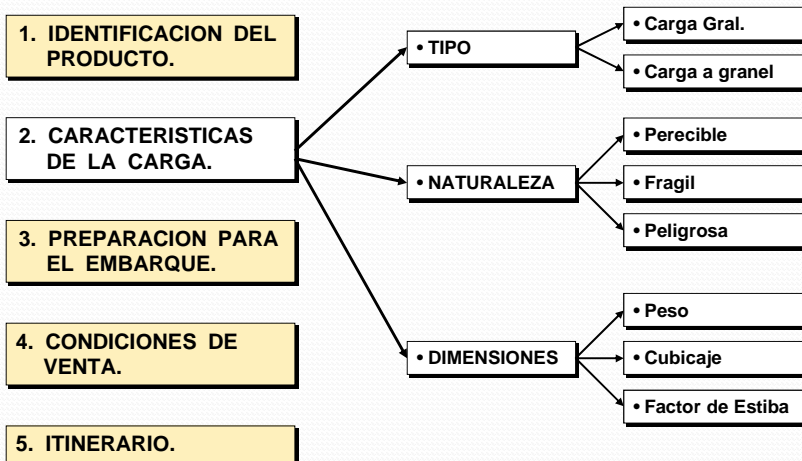 1. IDENTIFICACION DEL
PRODUCTO.
2. CARACTERISTICAS
DE LA CARGA.
3. PREPARACION PARA
EL EMBARQUE.
4. CONDICIONES DE
VENTA.
5. ITINERARIO.
• TIPO
• NATURALEZA
• DIMENSIONES
• Carga Gral.
• Carga a granel
• Perecible
• Fragil
• Peligrosa
• Peso
• Cubicaje
• Factor de Estiba